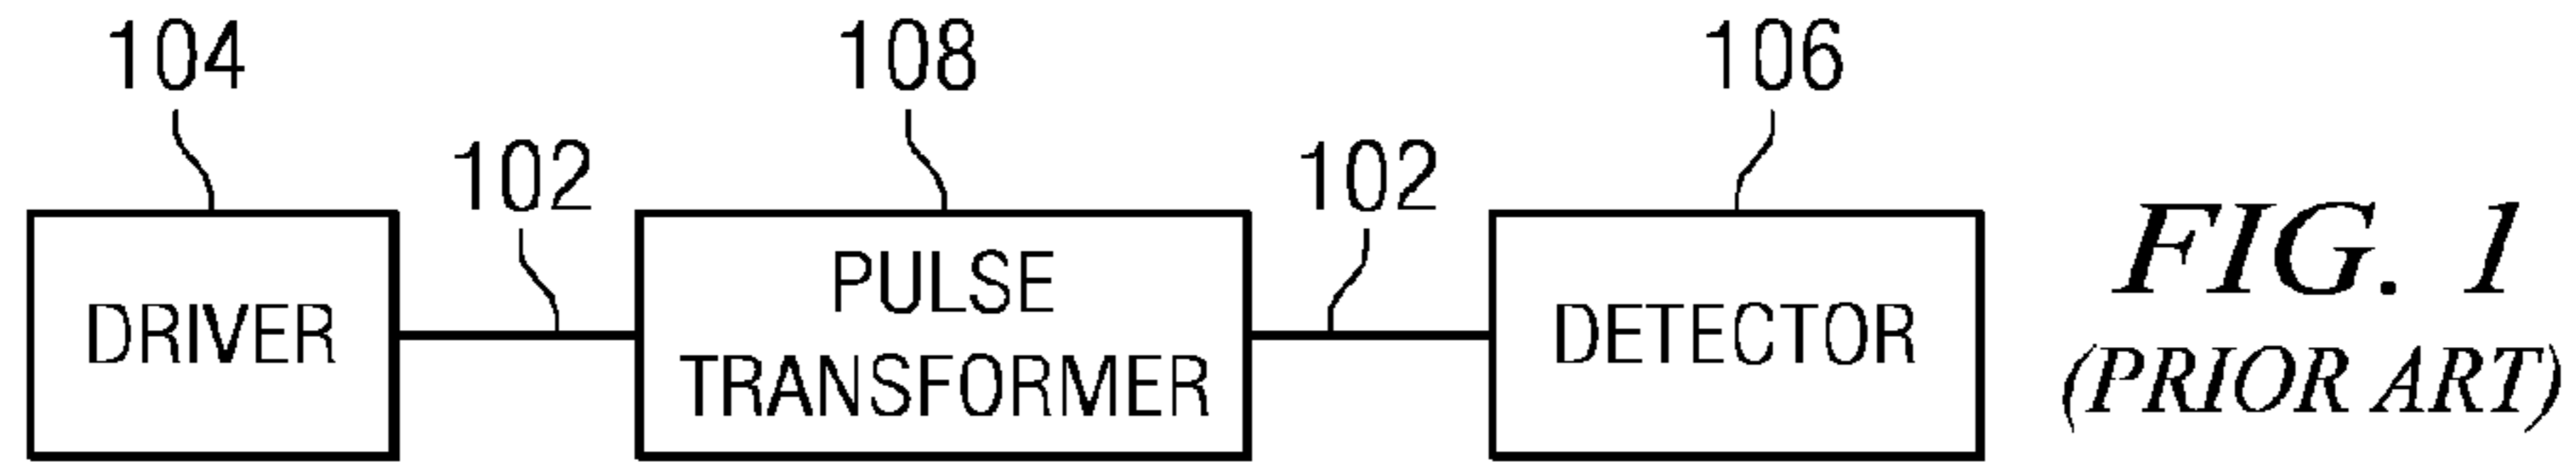 104
108
106
102
102
DRIVER
PULSE
TRANSFORMER
DETECTOR
FIG. 1
(PRIOR ART)